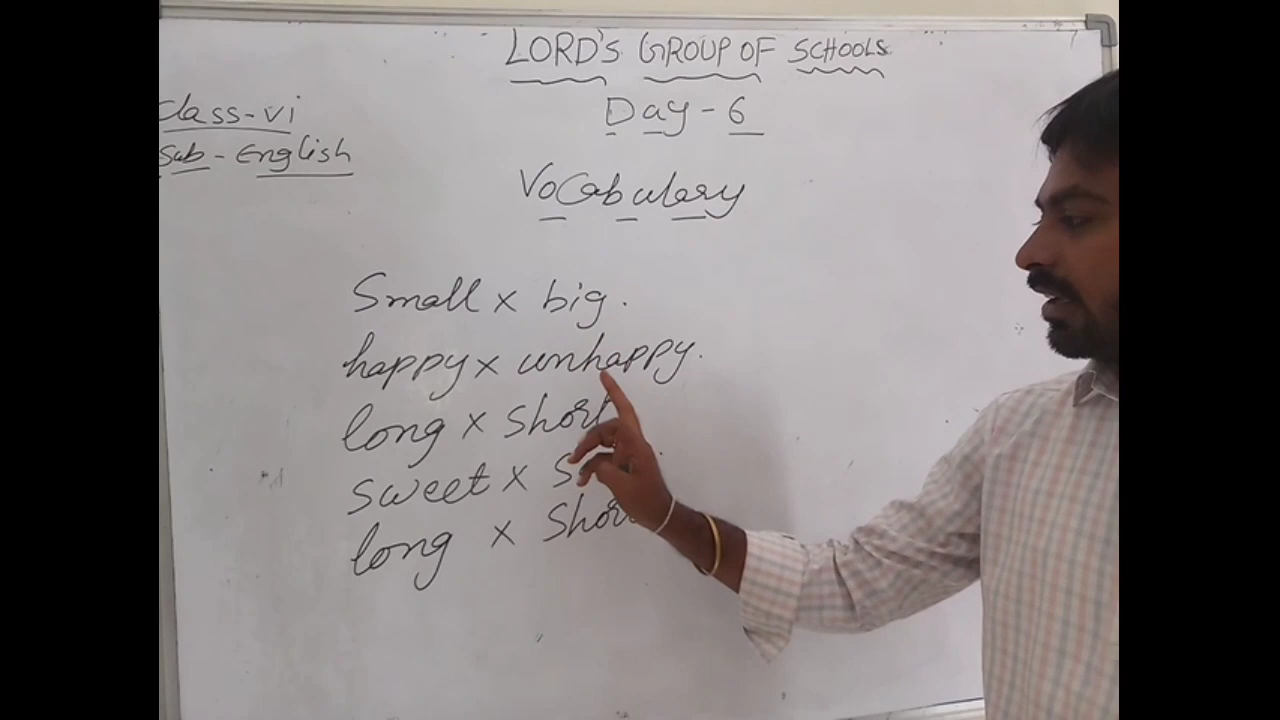 LORD'S GROUP OF SCHOOLS
Day - 6
Class - VI
Sub - English
Vocabulary
Small x big.
happy x unhappy.
long x short
sweet x
long x Short